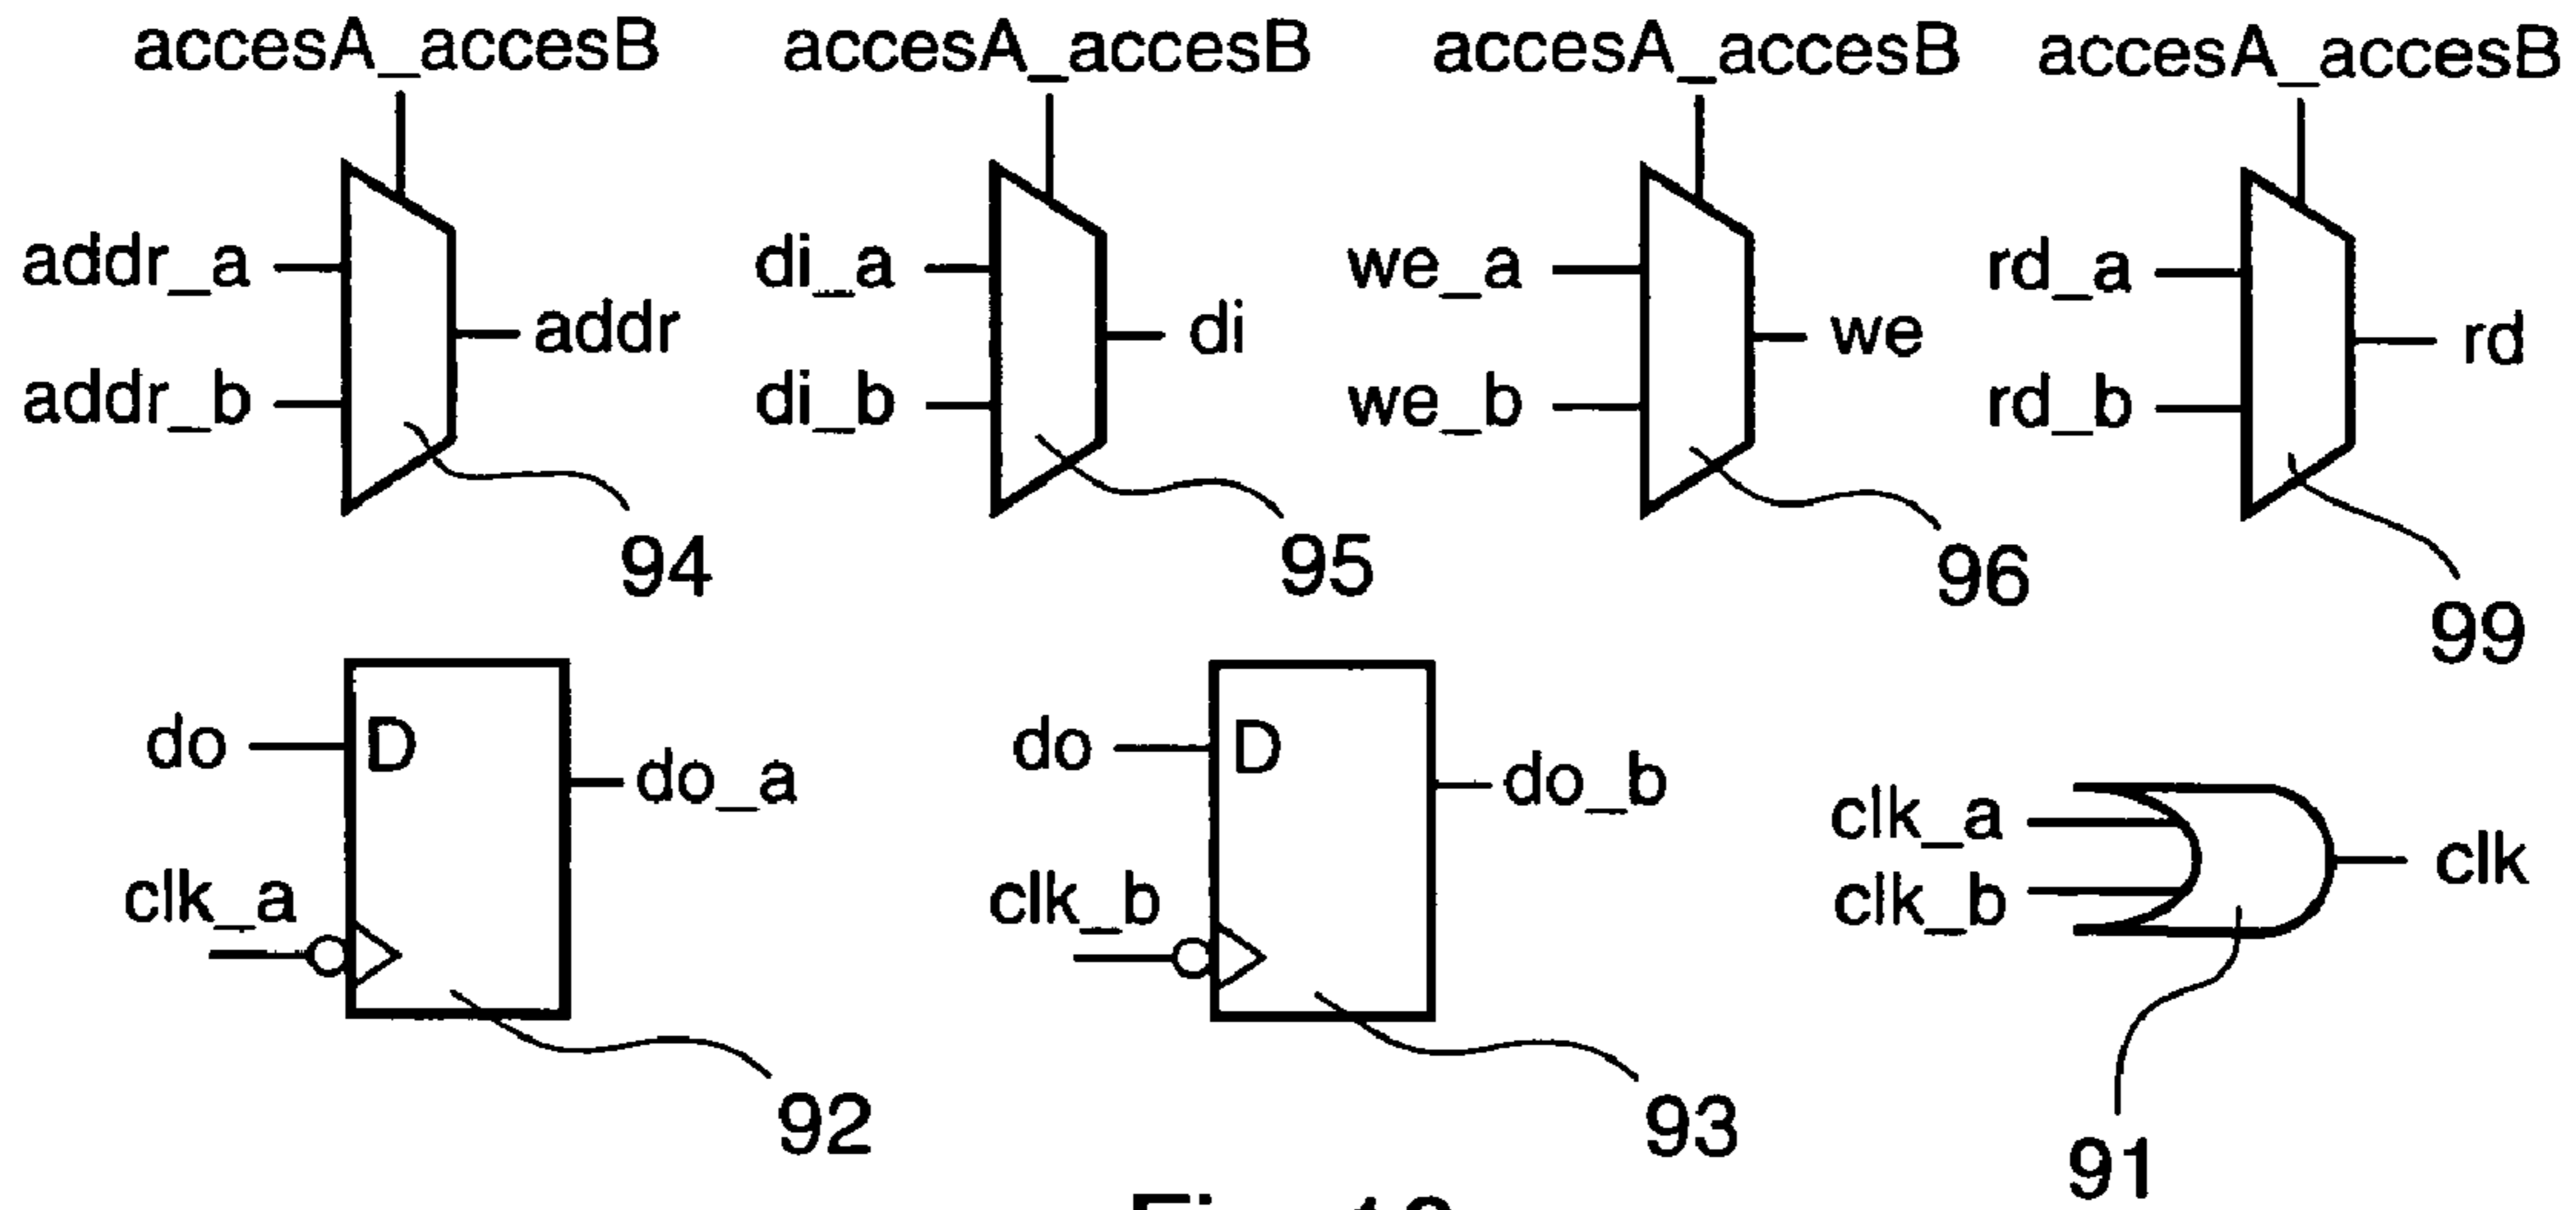 accesA_accesB accesA_accesB accesA_accesB accesA_accesB
addr_a di_a we_a rd_a
addr di we rd
addr_b di_b we_b rd_b
94 95 96 99
do D do_a do D do_b
clk_a clk
clk_a clk_b clk_b
92 93 91